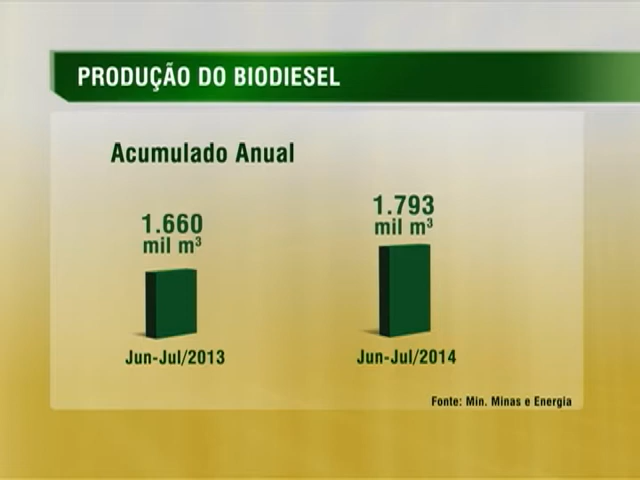 PRODUÇÃO DO BIODIESEL
Acumulado Anual
1.660
mil m³
1.793
mil m³
Jun-Jul/2013
Jun-Jul/2014
Fonte: Min. Minas e Energia